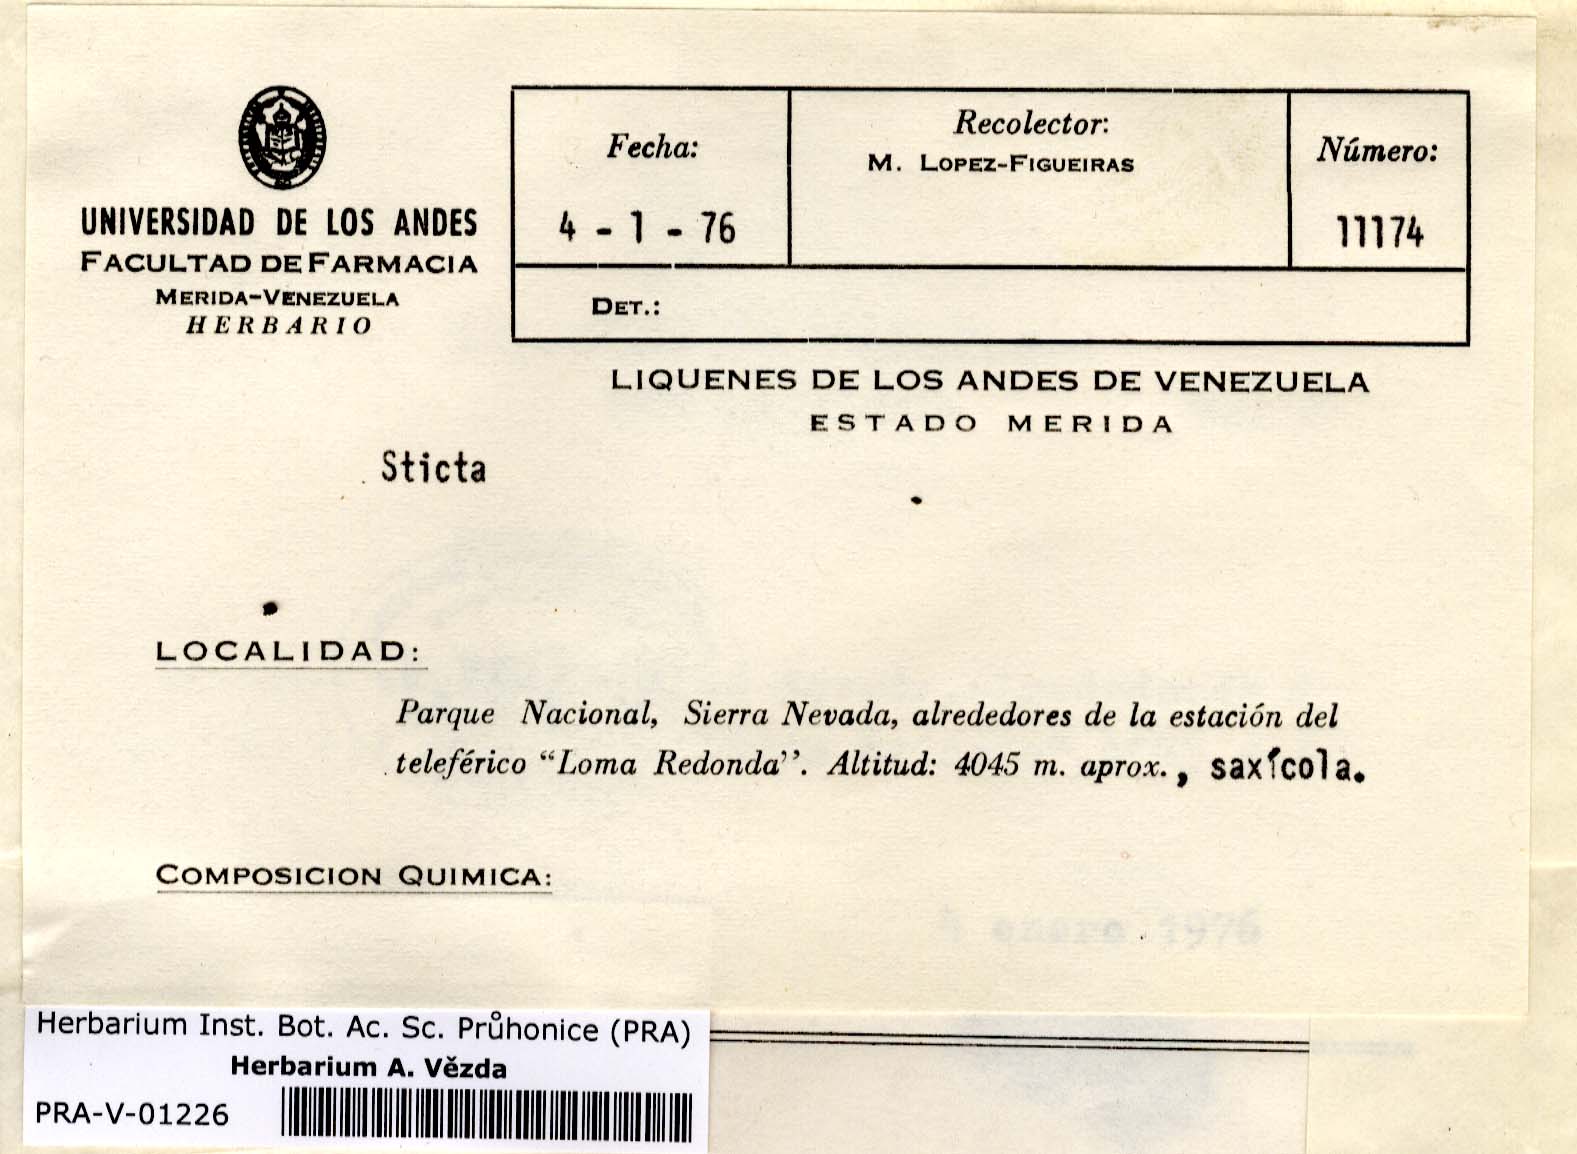 UNIVERSIDAD DE LOS ANDES
FACULTAD DE FARMACIA
MERIDA-VENEZUELA
HERBARIO
Fecha:
4 - 1 - 76
Recolector:
M. LOPEZ-FIGUEIRAS
Número:
11174
DET.:
LIQUENES DE LOS ANDES DE VENEZUELA
ESTADO MERIDA
Sticta
LOCALIDAD:
Parque Nacional, Sierra Nevada, alrededores de la estación del
teleférico “Loma Redonda”. Altitud: 4045 m. aprox., saxícola.
COMPOSICION QUIMICA:
4 enero 1976
Herbarium Inst. Bot. Ac. Sc. Průhonice (PRA)
Herbarium A. Vězda
PRA-V-01226